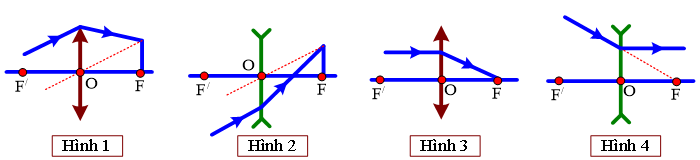 F/ O F
Hình 1
O F/ F
Hình 2
F/ O F
Hình 3
F/ O F
Hình 4